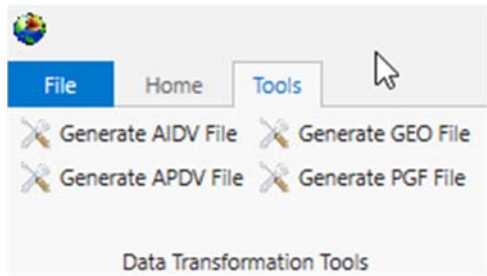 File Home Tools
Generate AIDV File Generate GEO File
Generate APDV File Generate PGF File
Data Transformation Tools